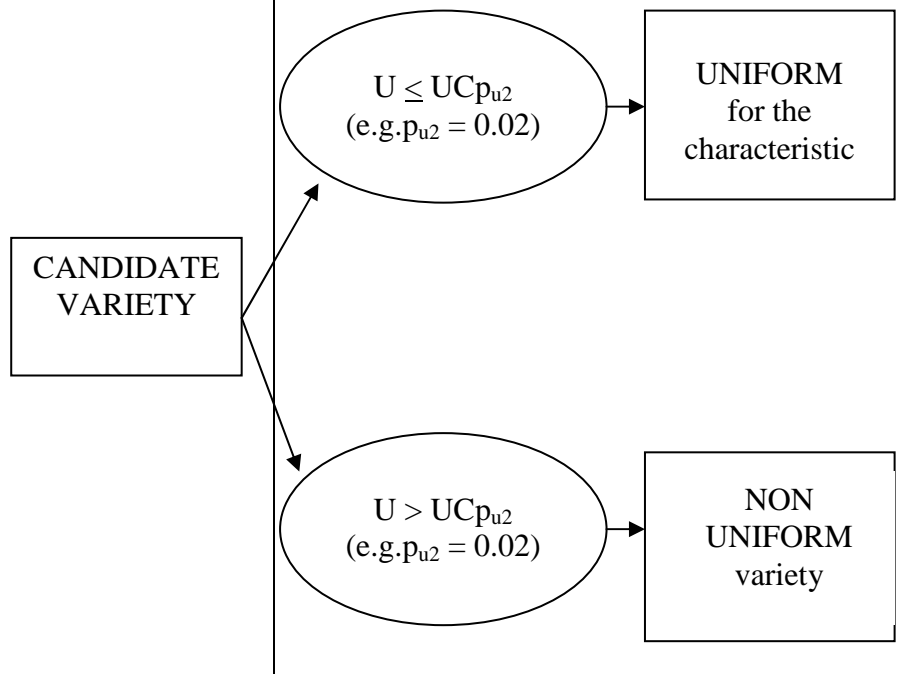 U ≤ UCpu2
(e.g.pu2 = 0.02)
UNIFORM
for the
characteristic
CANDIDATE
VARIETY
U > UCpu2
(e.g.pu2 = 0.02)
NON
UNIFORM
variety